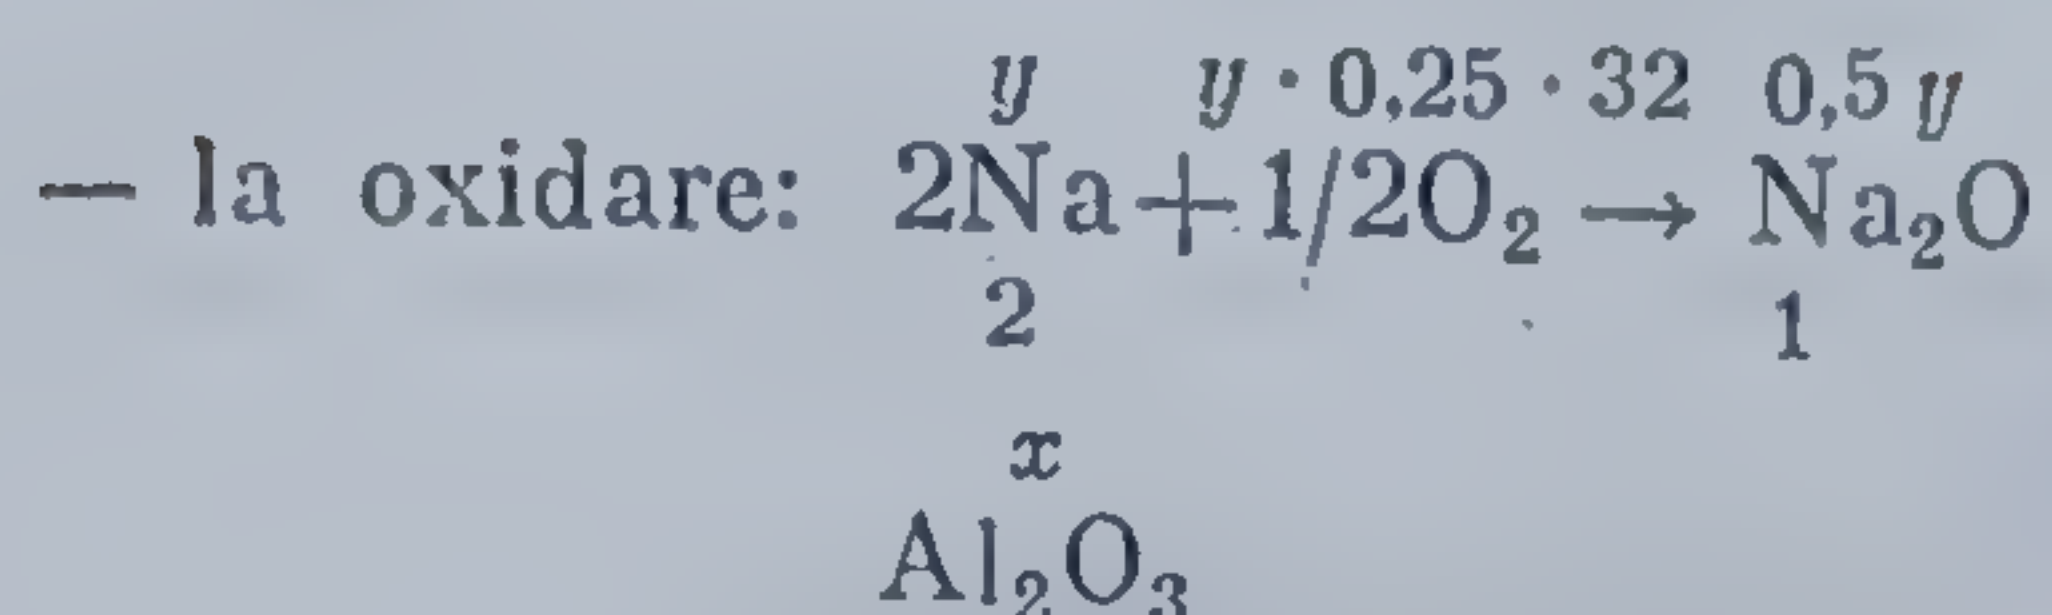 y y · 0,25 · 32 0,5 y
— la oxidare: 2Na+1/2O₂ → Na₂O
2 1
x
Al₂O₃